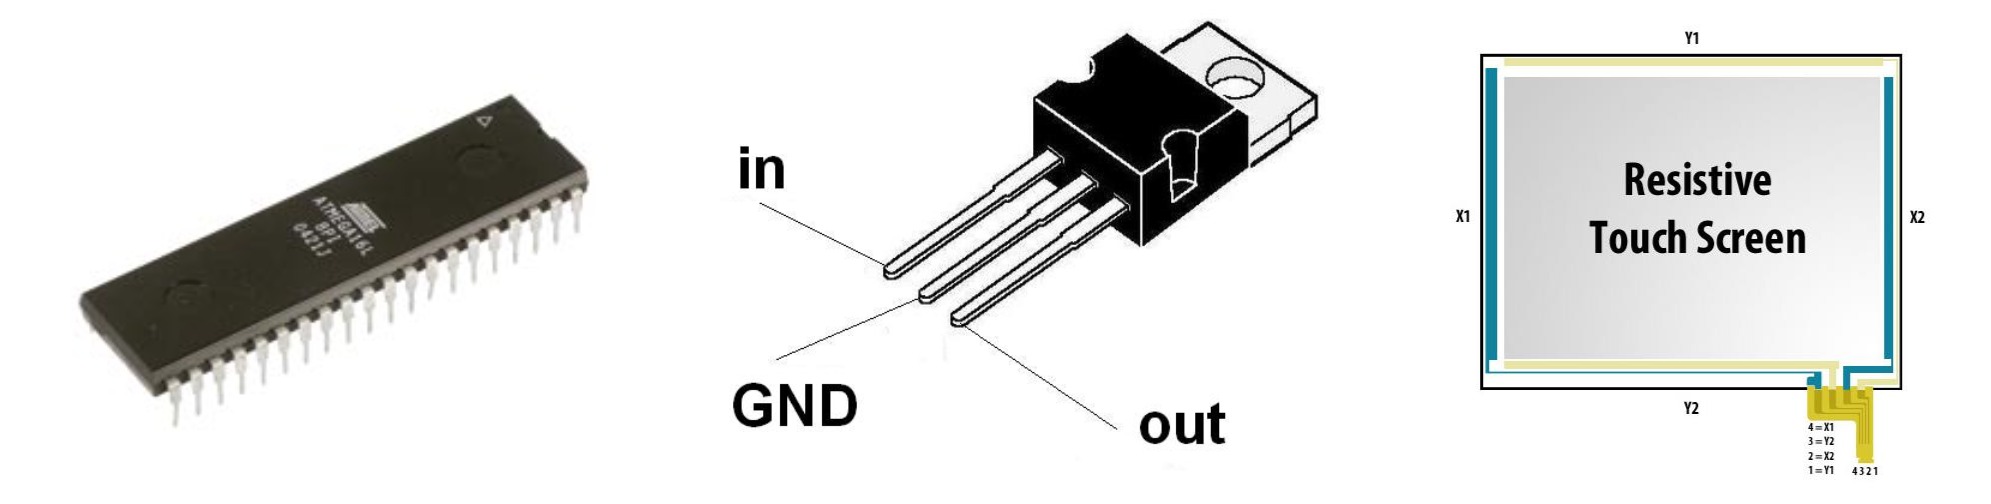 ATMEL
ATMEGA16L
8PI
0421J
in
GND
out
Y1
X1
Resistive
Touch Screen
X2
Y2
4 = X1
3 = Y2
2 = X2
1 = Y1
4 3 2 1